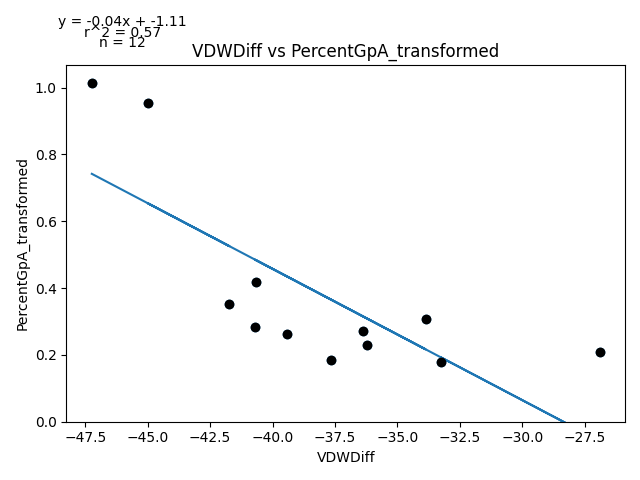 y = -0.04x + -1.11
r^2 = 0.57
n = 12
VDWDiff vs PercentGpA_transformed
PercentGpA_transformed
1.0
0.8
0.6
0.4
0.2
0.0
−47.5 −45.0 −42.5 −40.0 −37.5 −35.0 −32.5 −30.0 −27.5
VDWDiff